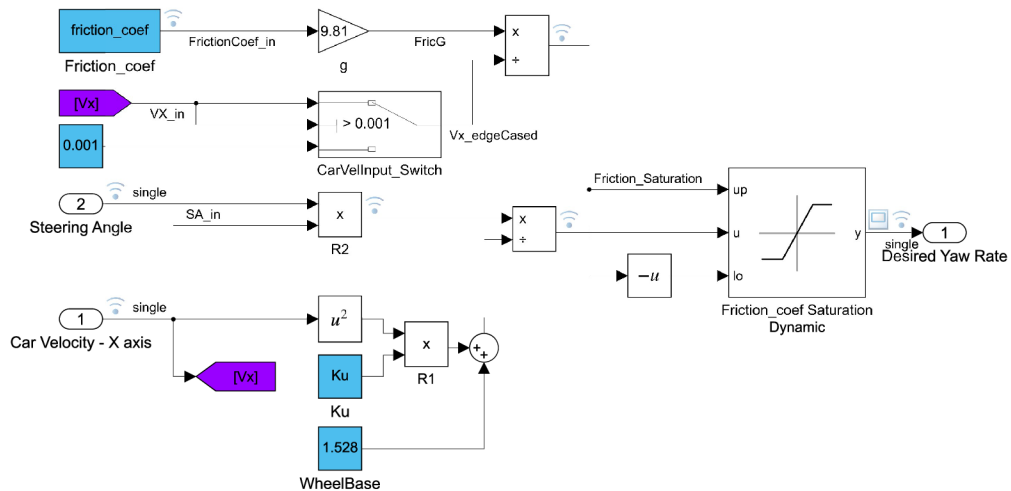 friction_coef
FrictionCoef_in
9.81
FricG
x
÷
Friction_coef
g
[Vx]
VX_in
0.001
> 0.001
Vx_edgeCased
CarVelInput_Switch
2
single
SA_in
x
Steering Angle
R2
Friction_Saturation
up
x
÷
u
y
single
1
Desired Yaw Rate
-u
lo
Friction_coef Saturation
Dynamic
1
single
Car Velocity - X axis
u²
x
R1
+
+
[Vx]
Ku
Ku
1.528
WheelBase